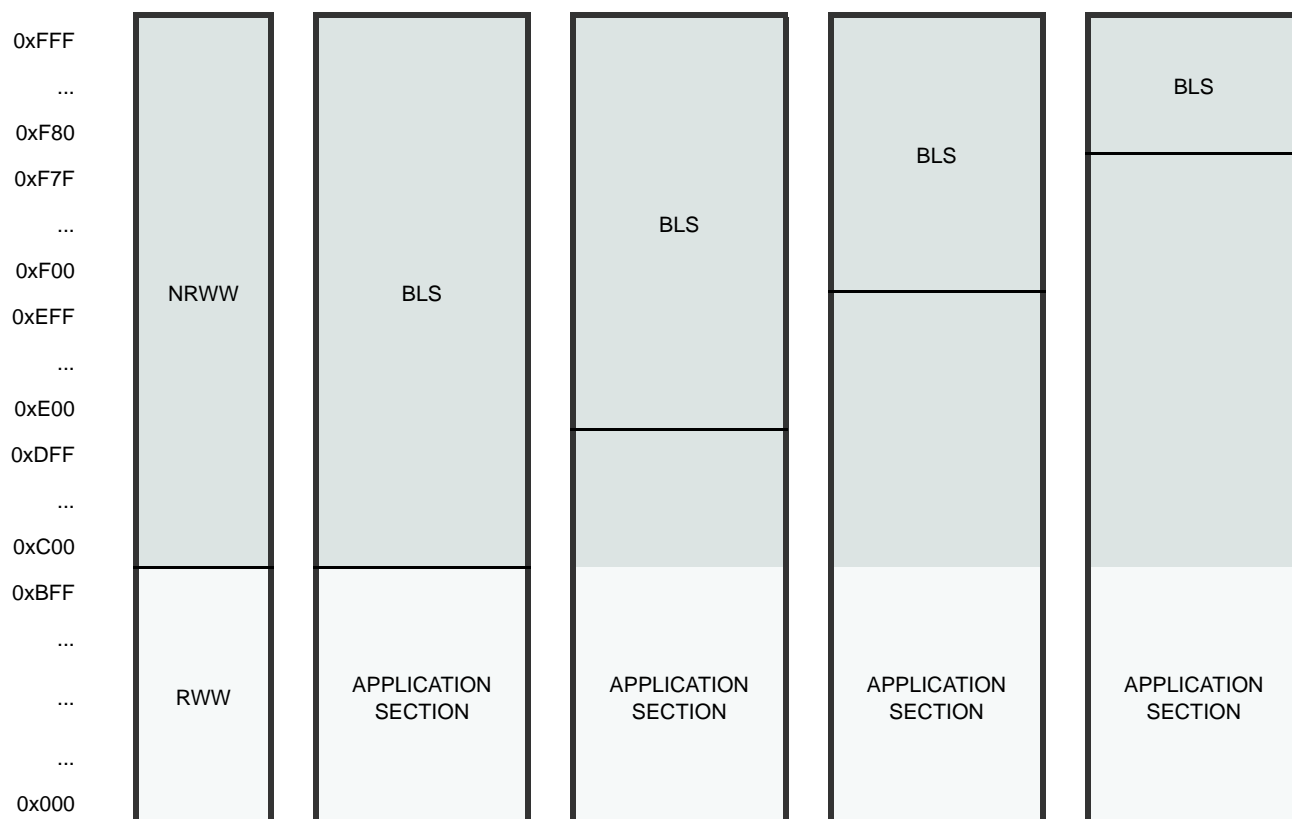 0xFFF
...
BLS
0xF80
BLS
0xF7F
...
BLS
0xF00
NRWW
BLS
0xEFF
...
0xE00
0xDFF
...
0xC00
0xBFF
...
...
RWW
APPLICATION
SECTION
APPLICATION
SECTION
APPLICATION
SECTION
APPLICATION
SECTION
...
0x000